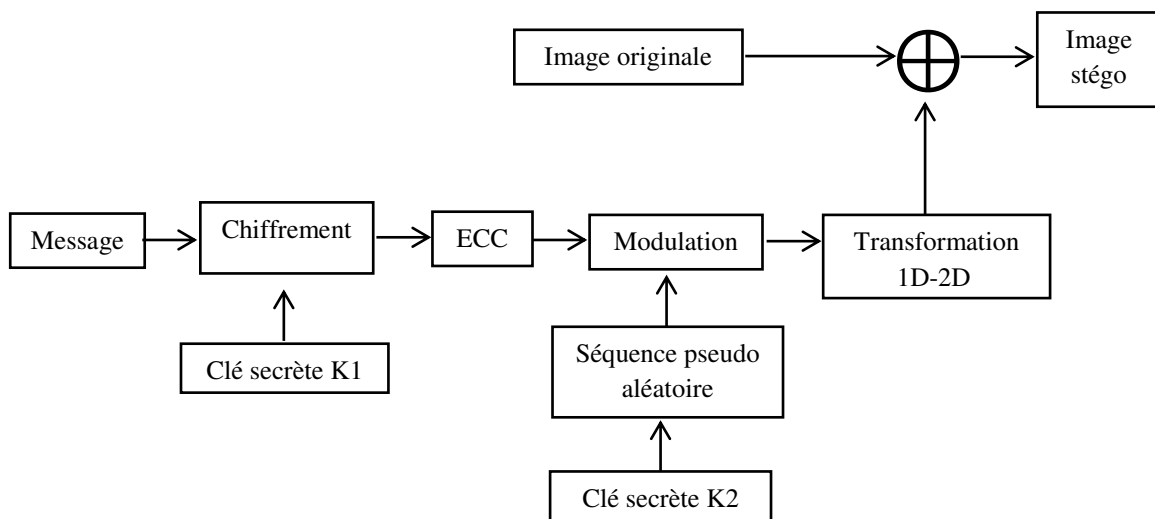 Image originale
Image
stégo
Message
Chiffrement
ECC
Modulation
Transformation
1D-2D
Clé secrète K1
Séquence pseudo
aléatoire
Clé secrète K2